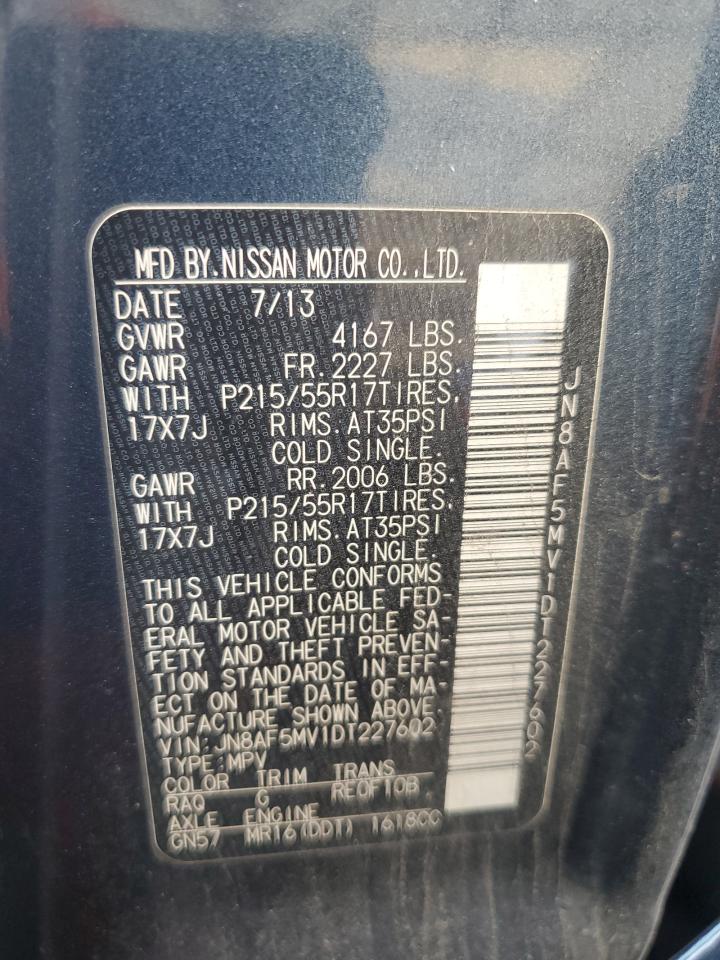 MFD BY.NISSAN MOTOR CO.,LTD.
DATE 7/13
GVWR 4167 LBS.
GAWR FR.2227 LBS.
WITH P215/55R17TIRES.
17X7J RIMS.AT35PSI
COLD SINGLE.
GAWR RR.2006 LBS.
WITH P215/55R17TIRES.
17X7J RIMS.AT35PSI
COLD SINGLE.
THIS VEHICLE CONFORMS
TO ALL APPLICABLE FED-
ERAL MOTOR VEHICLE SA-
FETY AND THEFT PREVEN-
TION STANDARDS IN EFF-
ECT ON THE DATE OF MA-
NUFACTURE SHOWN ABOVE.
VIN:JN8AF5MV1DT227602
TYPE:MPV
COLOR TRIM TRANS
RAQ G RE0F10B
AXLE ENGINE
GN57 MR16(DDT) 1618CC
JN8AF5MV1DT227602